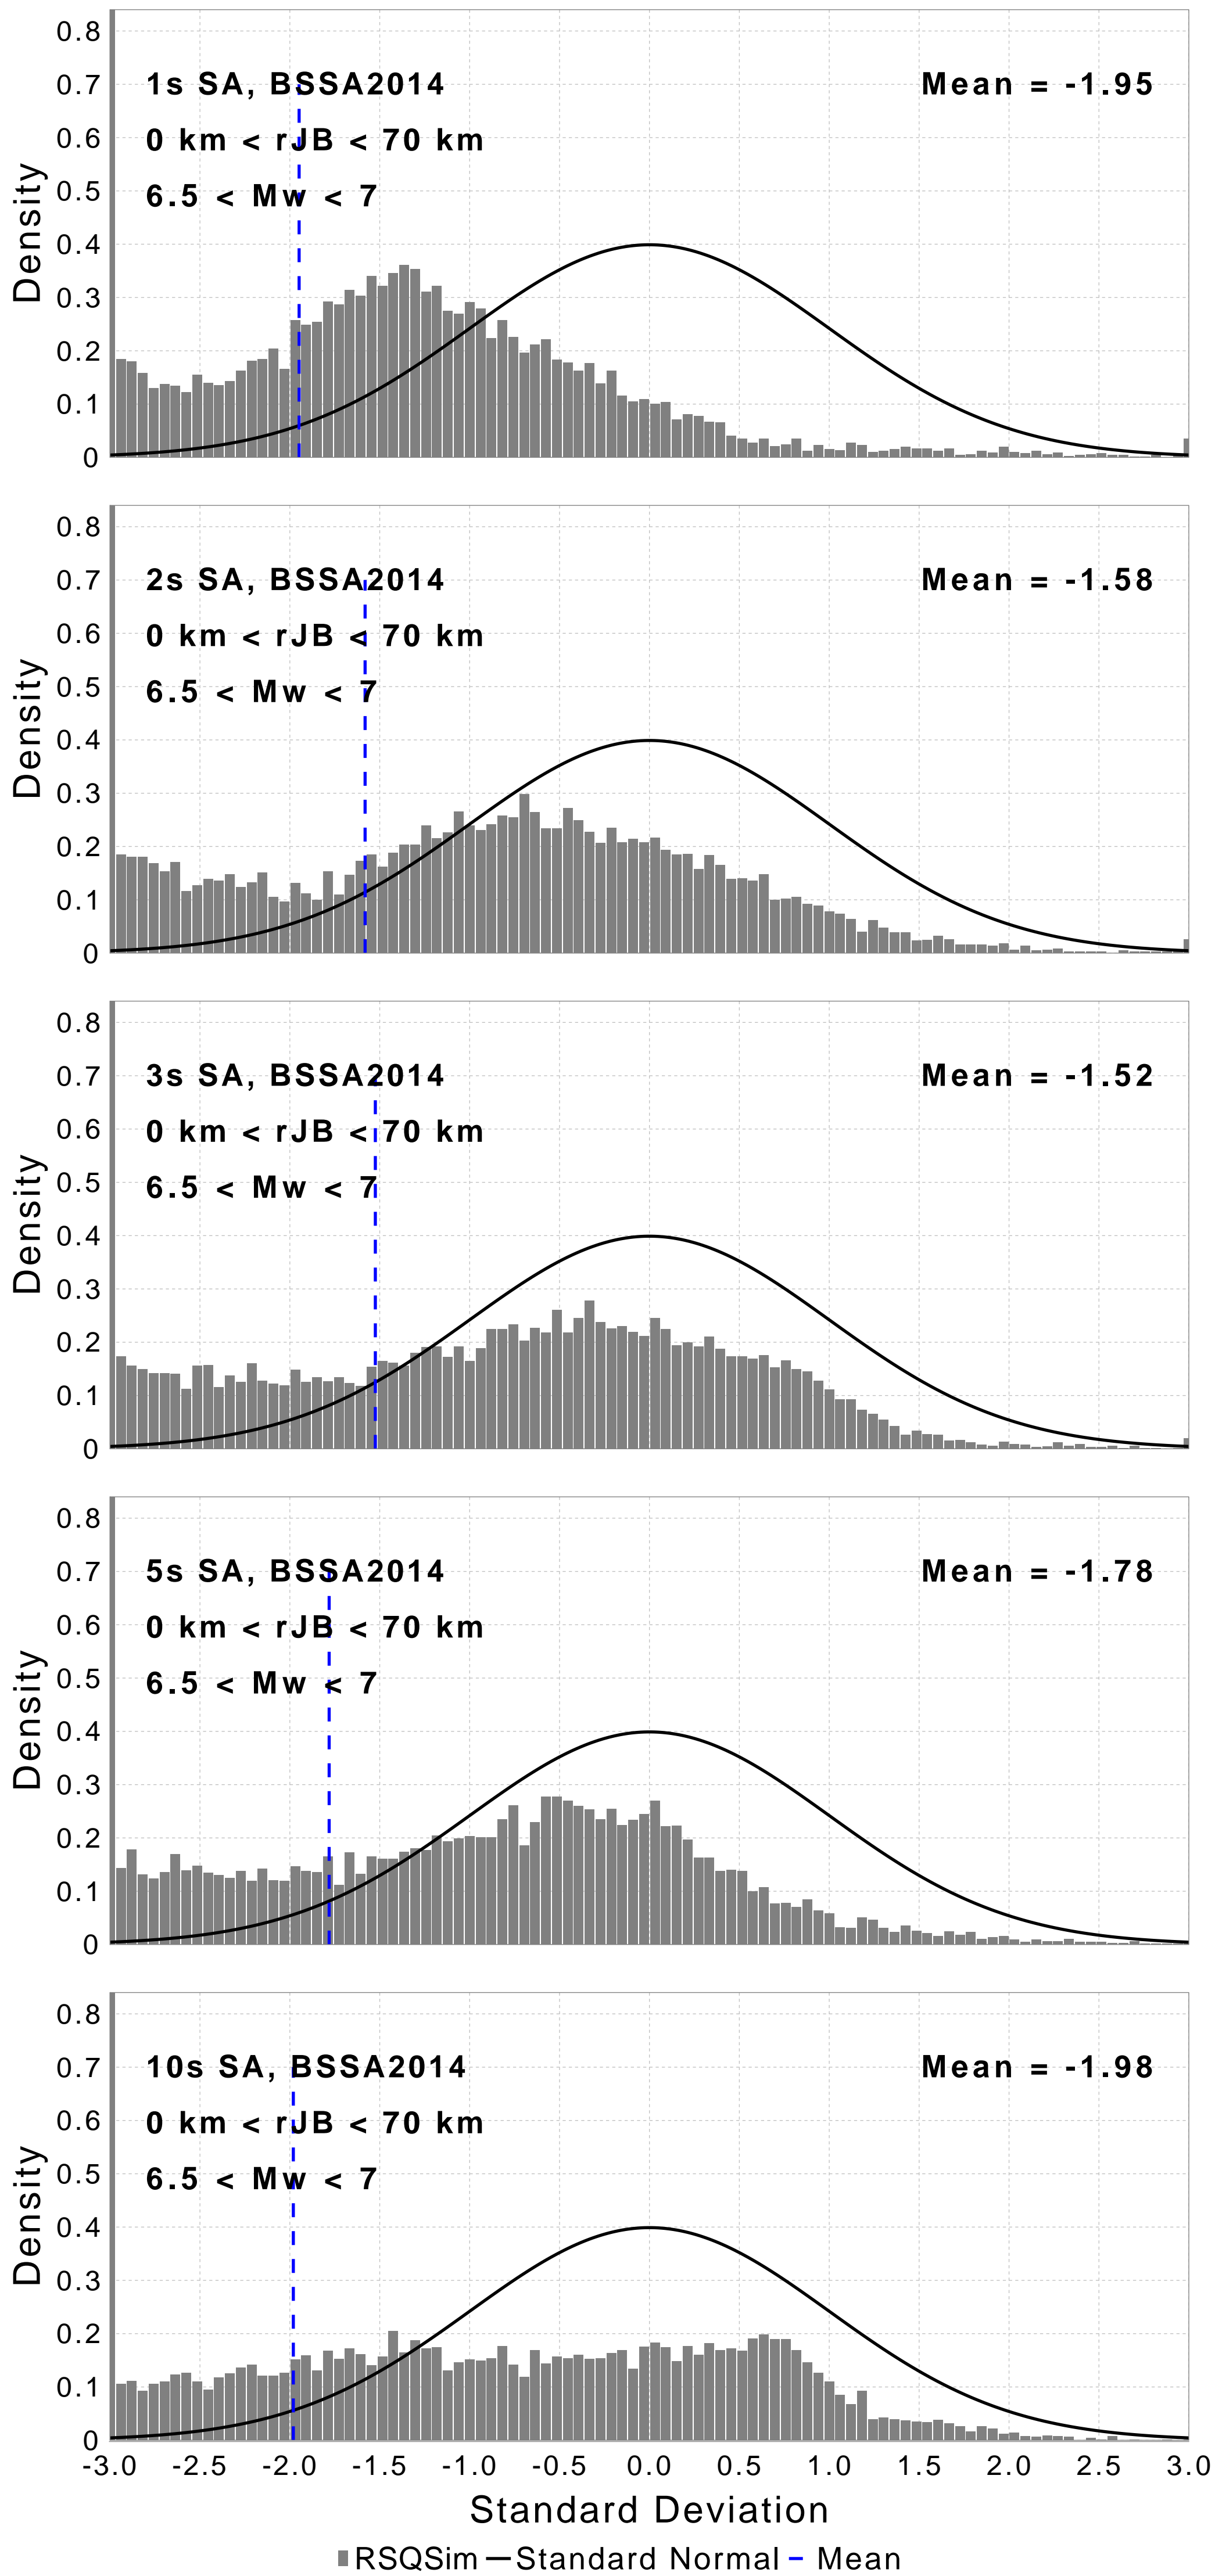 0.8
0.7
0.6
0.5
0.4
0.3
0.2
0.1
0
Density
1s SA, BSSA2014
Mean = -1.95
0 km < rJB < 70 km
6.5 < Mw < 7
0.8
0.7
0.6
0.5
0.4
0.3
0.2
0.1
0
Density
2s SA, BSSA2014
Mean = -1.58
0 km < rJB < 70 km
6.5 < Mw < 7
0.8
0.7
0.6
0.5
0.4
0.3
0.2
0.1
0
Density
3s SA, BSSA2014
Mean = -1.52
0 km < rJB < 70 km
6.5 < Mw < 7
0.8
0.7
0.6
0.5
0.4
0.3
0.2
0.1
0
Density
5s SA, BSSA2014
Mean = -1.78
0 km < rJB < 70 km
6.5 < Mw < 7
0.8
0.7
0.6
0.5
0.4
0.3
0.2
0.1
0
Density
10s SA, BSSA2014
Mean = -1.98
0 km < rJB < 70 km
6.5 < Mw < 7
-3.0 -2.5 -2.0 -1.5 -1.0 -0.5 0.0 0.5 1.0 1.5 2.0 2.5 3.0
Standard Deviation
RSQSim Standard Normal Mean